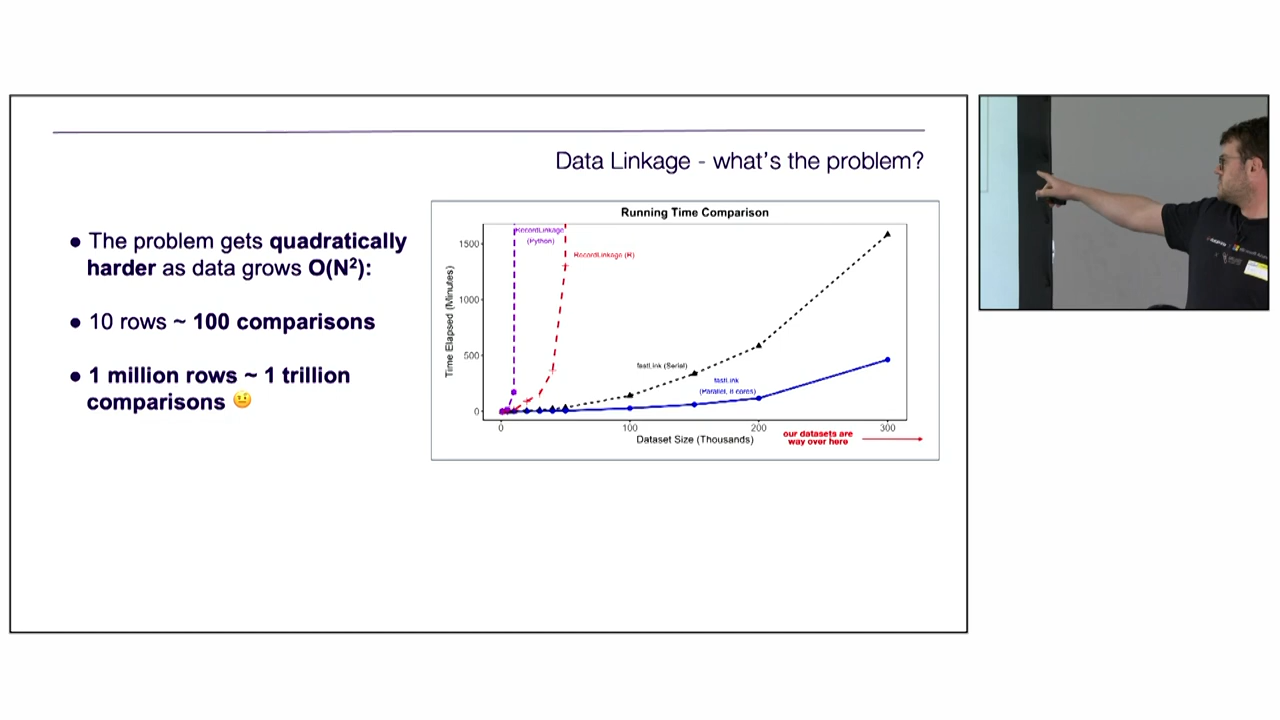 Data Linkage - what's the problem?
● The problem gets quadratically
harder as data grows O(N²):
● 10 rows ~ 100 comparisons
● 1 million rows ~ 1 trillion
comparisons 🤨
Running Time Comparison
Time Elapsed (Minutes)
1500
1000
500
0
RecordLinkage
(Python)
RecordLinkage (R)
fastLink (Serial)
fastLink
(Parallel, 8 cores)
0
100
200
300
Dataset Size (Thousands)
our datasets are
way over here